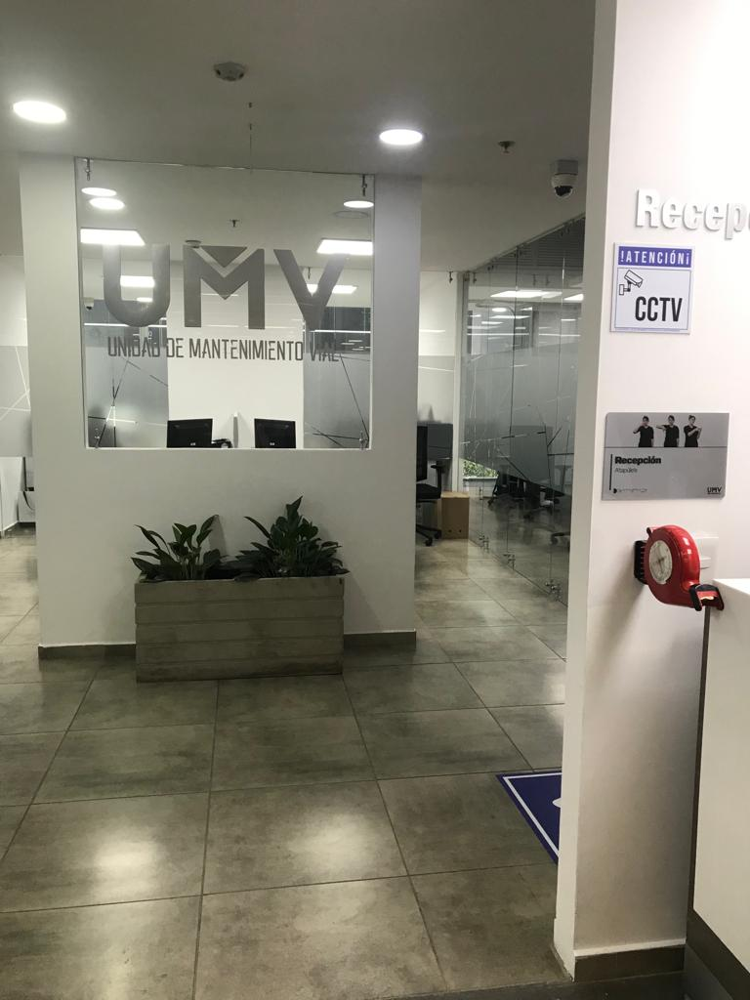 UMV
UNIDAD DE MANTENIMIENTO VIAL
Recep
!ATENCIÓN¡
CCTV
Recepción
UMV